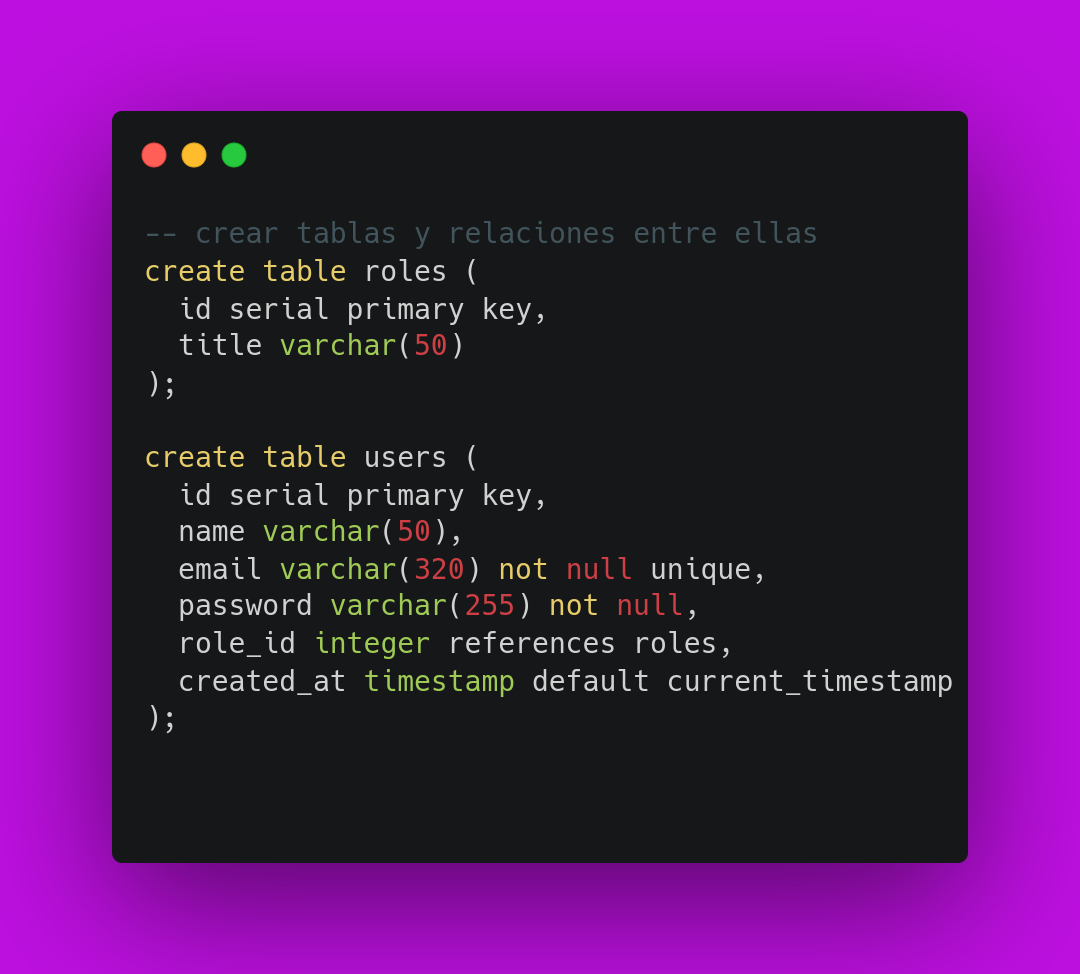 -- crear tablas y relaciones entre ellas
create table roles (
  id serial primary key,
  title varchar(50)
);

create table users (
  id serial primary key,
  name varchar(50),
  email varchar(320) not null unique,
  password varchar(255) not null,
  role_id integer references roles,
  created_at timestamp default current_timestamp
);